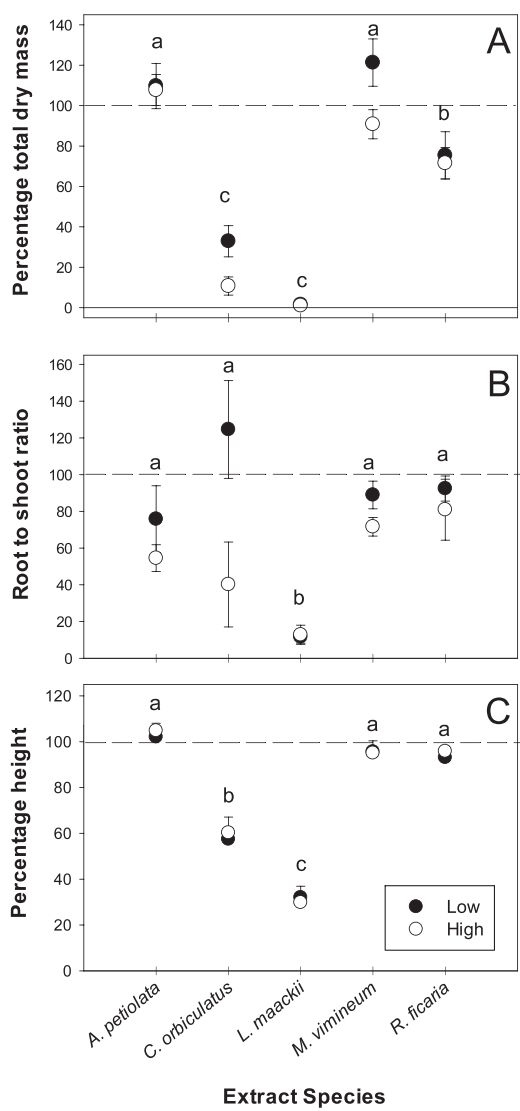 A
Percentage total dry mass
140
120
100
80
60
40
20
0
a
c
c
a
b
B
Root to shoot ratio
160
140
120
100
80
60
40
20
0
a
a
b
a
a
C
Percentage height
120
100
80
60
40
20
0
a
b
c
a
a
Low
High
A. petiolata
C. orbiculatus
L. maackii
M. vimineum
R. ficaria
Extract Species